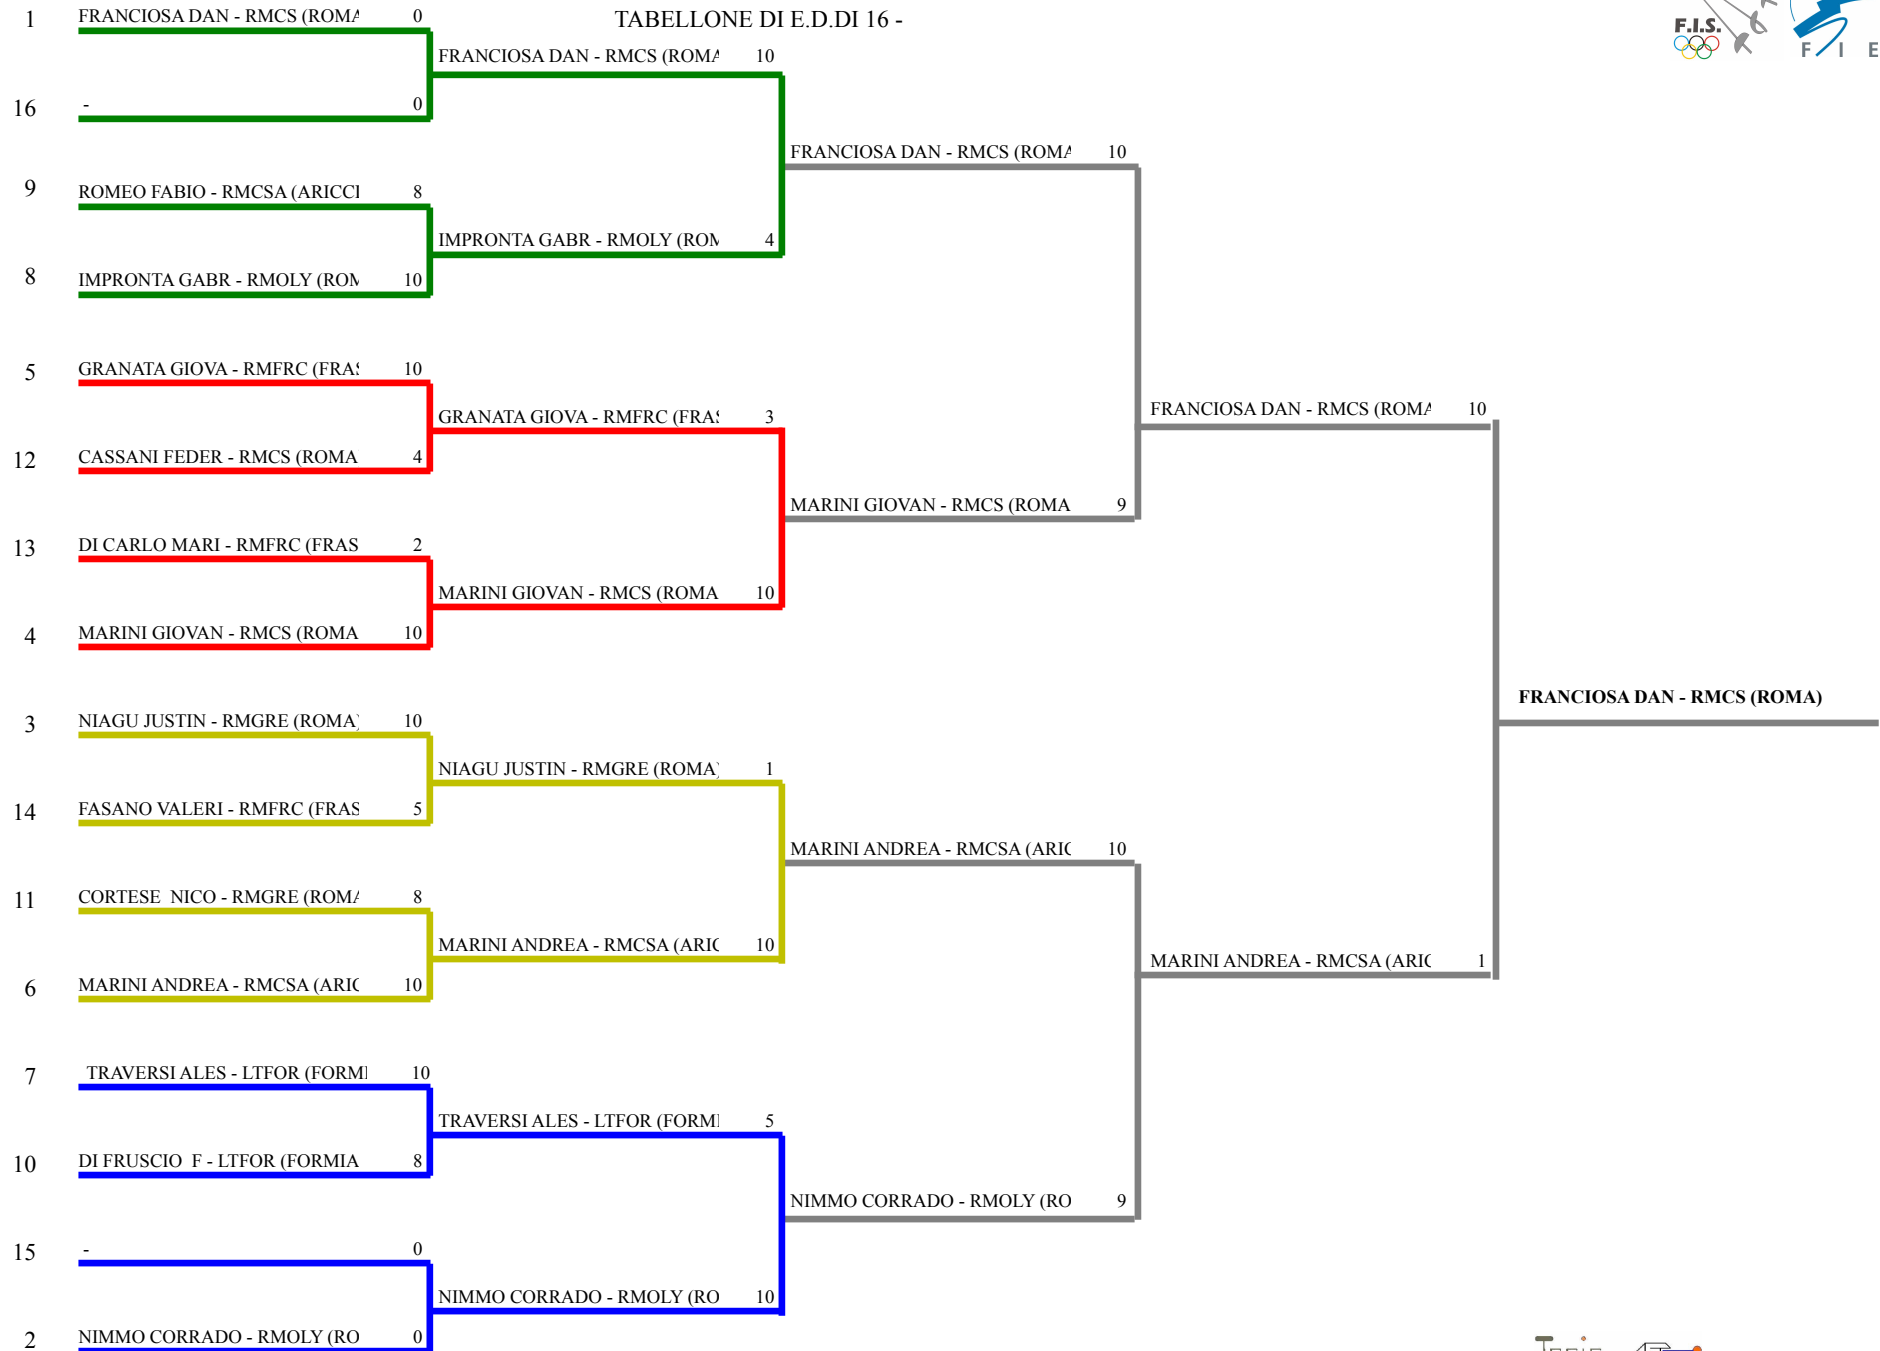 TABELLONE DI E.D.DI 16 -
F.I.S.
F I E
1 FRANCIOSA DAN - RMCS (ROMA 0
FRANCIOSA DAN - RMCS (ROMA 10
16 - 0
FRANCIOSA DAN - RMCS (ROMA 10
9 ROMEO FABIO - RMCSA (ARICCI 8
IMPRONTA GABR - RMOLY (ROM 4
8 IMPRONTA GABR - RMOLY (ROM 10
5 GRANATA GIOVA - RMFRC (FRAS 10
FRANCIOSA DAN - RMCS (ROMA 10
GRANATA GIOVA - RMFRC (FRAS 3
12 CASSANI FEDER - RMCS (ROMA 4
MARINI GIOVAN - RMCS (ROMA 9
13 DI CARLO MARI - RMFRC (FRAS 2
MARINI GIOVAN - RMCS (ROMA 10
4 MARINI GIOVAN - RMCS (ROMA 10
FRANCIOSA DAN - RMCS (ROMA)
3 NIAGU JUSTIN - RMGRE (ROMA) 10
NIAGU JUSTIN - RMGRE (ROMA) 1
14 FASANO VALERI - RMFRC (FRAS 5
MARINI ANDREA - RMCSA (ARIC 10
11 CORTESE NICO - RMGRE (ROMA 8
MARINI ANDREA - RMCSA (ARIC 10
MARINI ANDREA - RMCSA (ARIC 1
6 MARINI ANDREA - RMCSA (ARIC 10
7 TRAVERSI ALES - LTFOR (FORMI 10
TRAVERSI ALES - LTFOR (FORMI 5
10 DI FRUSCIO F - LTFOR (FORMIA 8
NIMMO CORRADO - RMOLY (RO 9
15 - 0
NIMMO CORRADO - RMOLY (RO 10
2 NIMMO CORRADO - RMOLY (RO 0